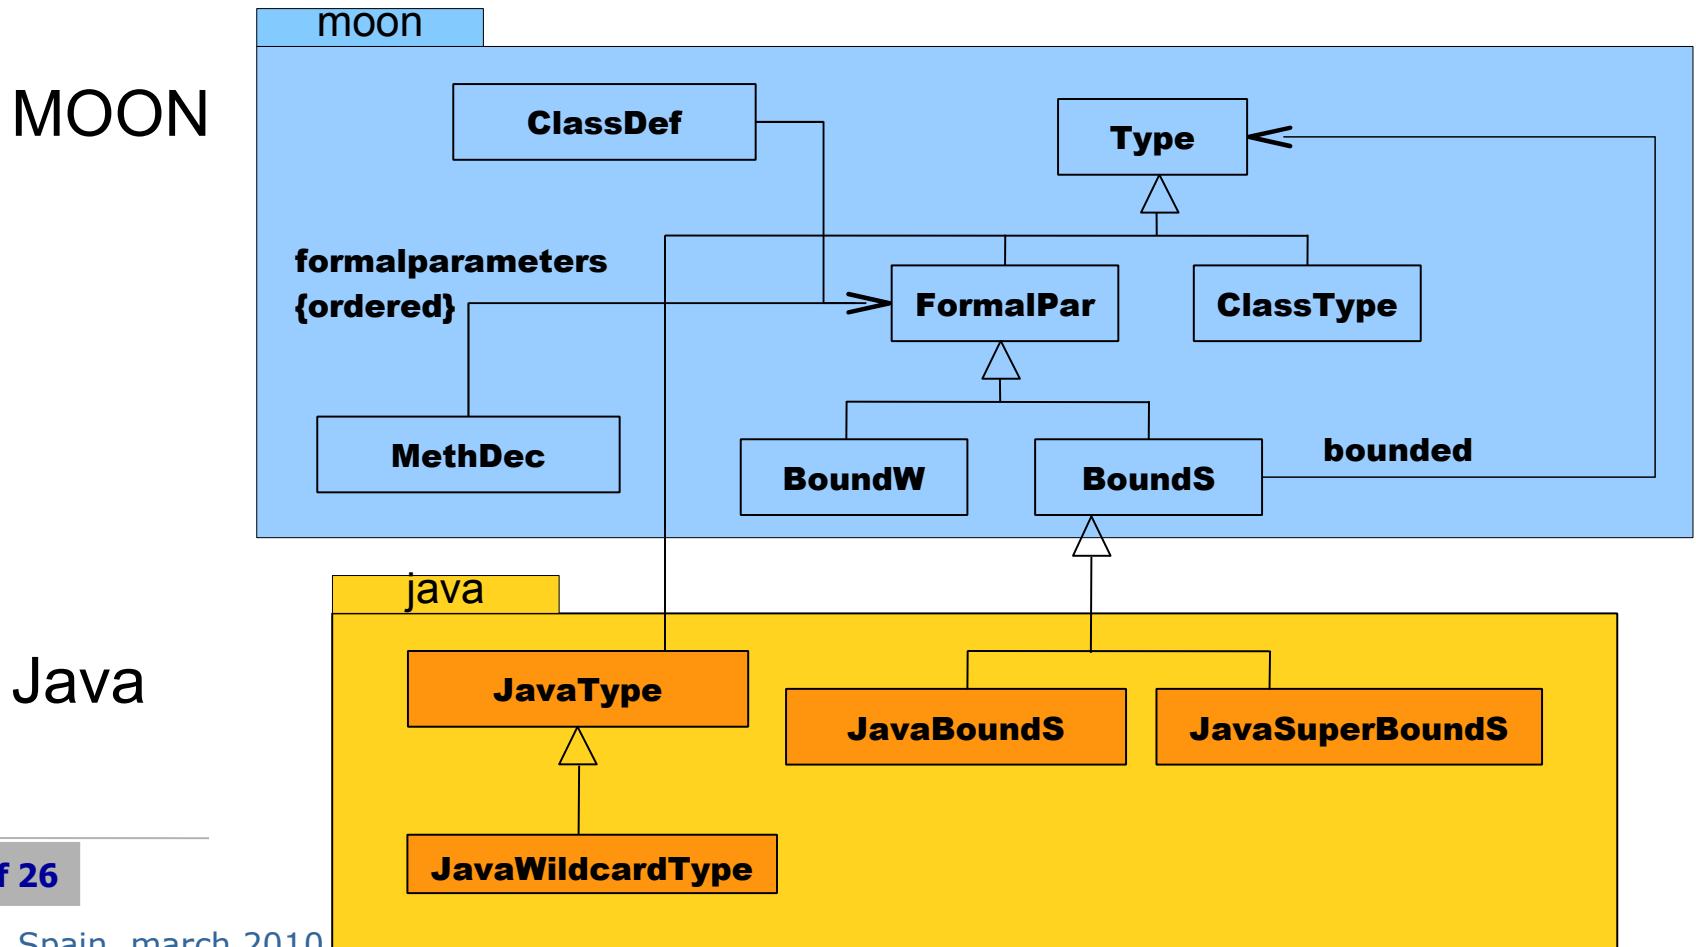 moon
MOON
ClassDef
Type
formalparameters
{ordered}
FormalPar
ClassType
MethDec
BoundW
BoundS
bounded
java
Java
JavaType
JavaBoundS
JavaSuperBoundS
JavaWildcardType
f 26
Spain, march 2010